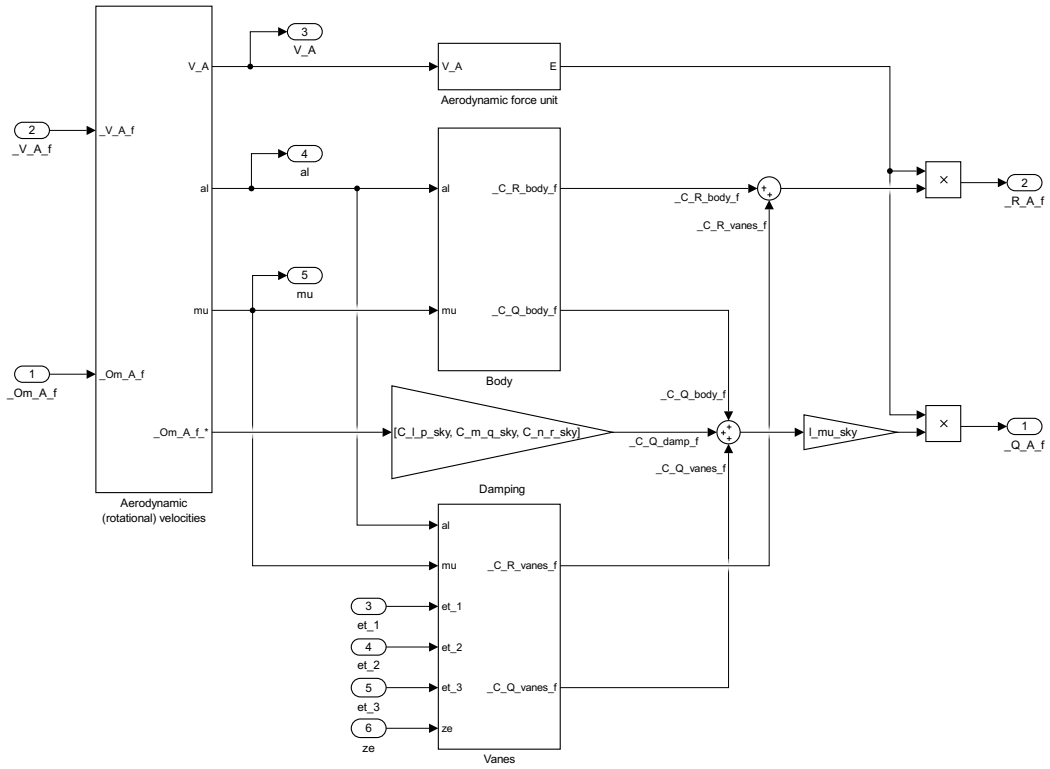 3
V_A
V_A
V_A
E
Aerodynamic force unit
2
_V_A_f
_V_A_f
4
al
al
al
_C_R_body_f
_C_R_body_f
+
+
_C_R_vanes_f
×
2
_R_A_f
5
mu
mu
mu
_C_Q_body_f
Body
1
_Om_A_f
_Om_A_f
_C_Q_body_f
_Om_A_f_*
[C_l_p_sky, C_m_q_sky, C_n_r_sky]
_C_Q_damp_f
+
+
+
l_mu_sky
×
1
_Q_A_f
_C_Q_vanes_f
Damping
Aerodynamic
(rotational) velocities
al
mu
_C_R_vanes_f
3
et_1
et_1
4
et_2
et_2
5
et_3
et_3
_C_Q_vanes_f
6
ze
ze
Vanes